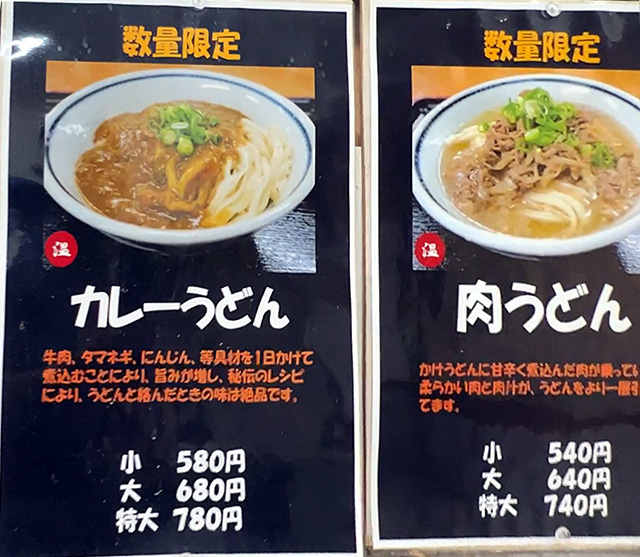 数量限定
温
カレーうどん
牛肉、タマネギ、にんじん、等具材を1日かけて
煮込むことにより、旨みが増し、秘伝のレシピ
により、うどんと絡んだときの味は絶品です。
小 580円
大 680円
特大 780円
数量限定
温
肉うどん
かけうどんに甘辛く煮込んだ肉が乗ってい
柔らかい肉と肉汁が、うどんをより一層引
てます。
小 540円
大 640円
特大 740円